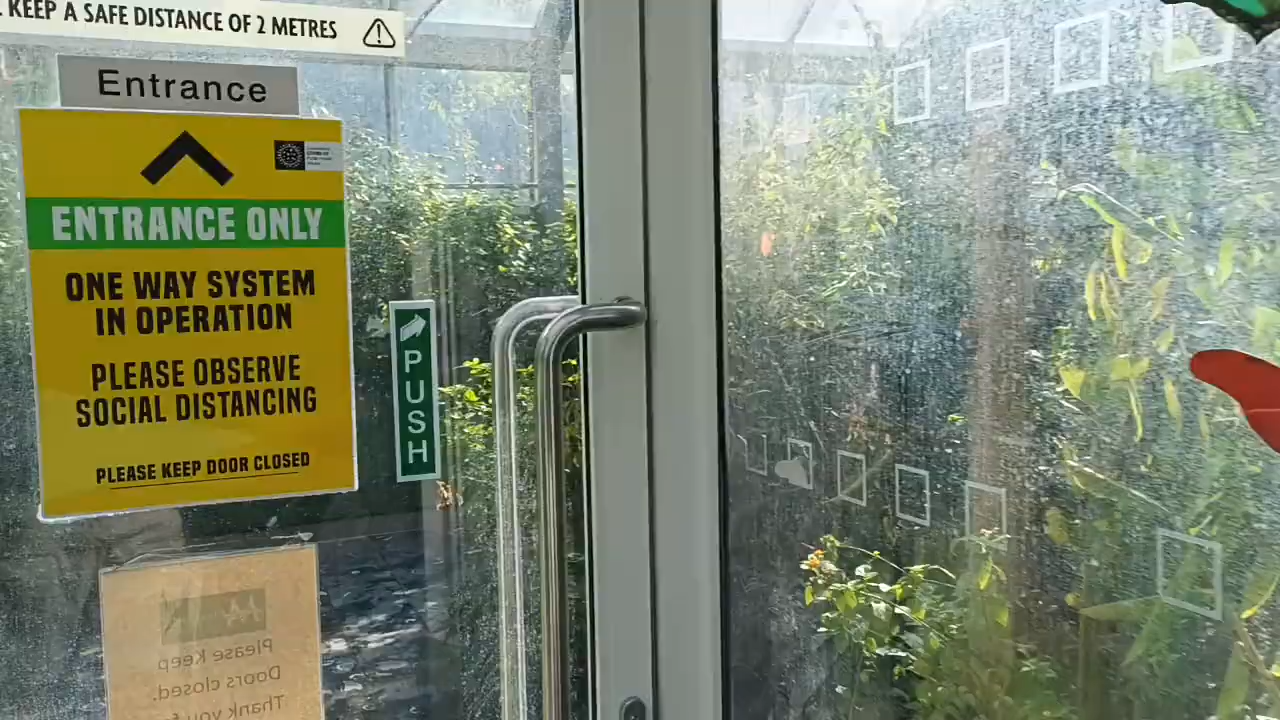 KEEP A SAFE DISTANCE OF 2 METRES
Entrance
ENTRANCE ONLY
ONE WAY SYSTEM
IN OPERATION
PLEASE OBSERVE
SOCIAL DISTANCING
PLEASE KEEP DOOR CLOSED
PUSH
Please Keep
Doors closed.
Thank you